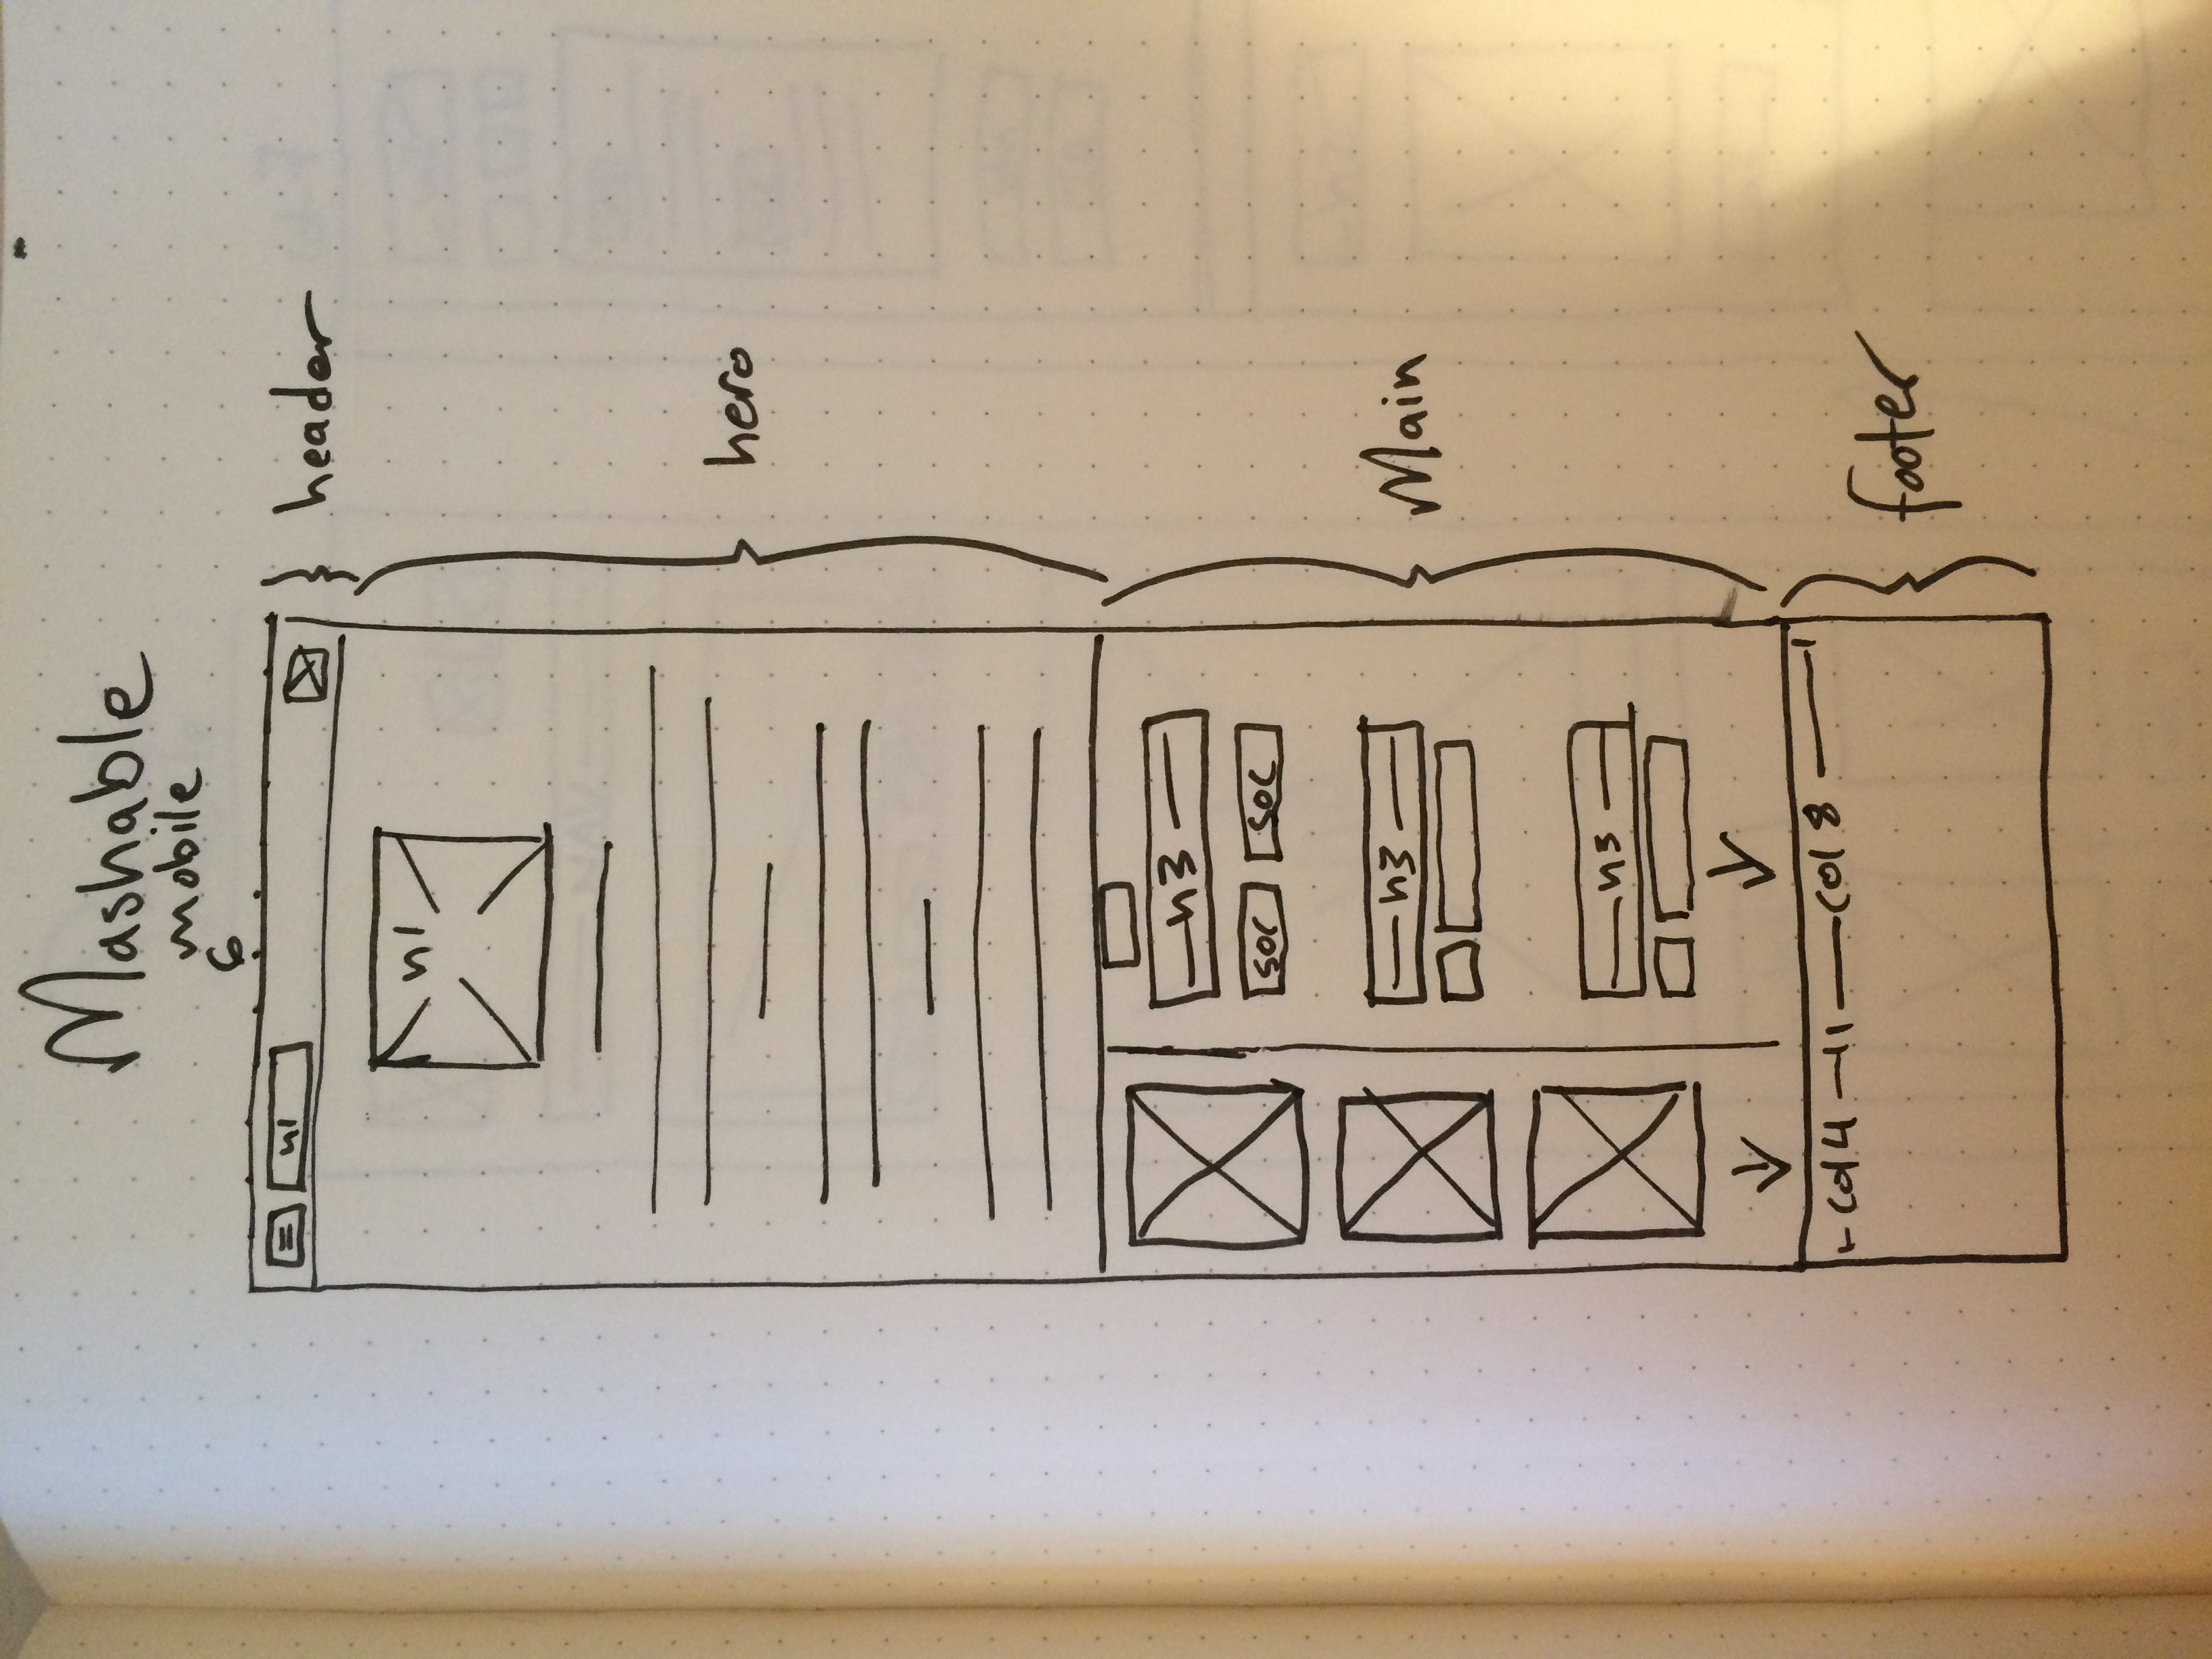 Mashable
mobile
6
h1
header
h1
hero
h3
soc soc
h3
Main
h3
col 4 col 8
footer